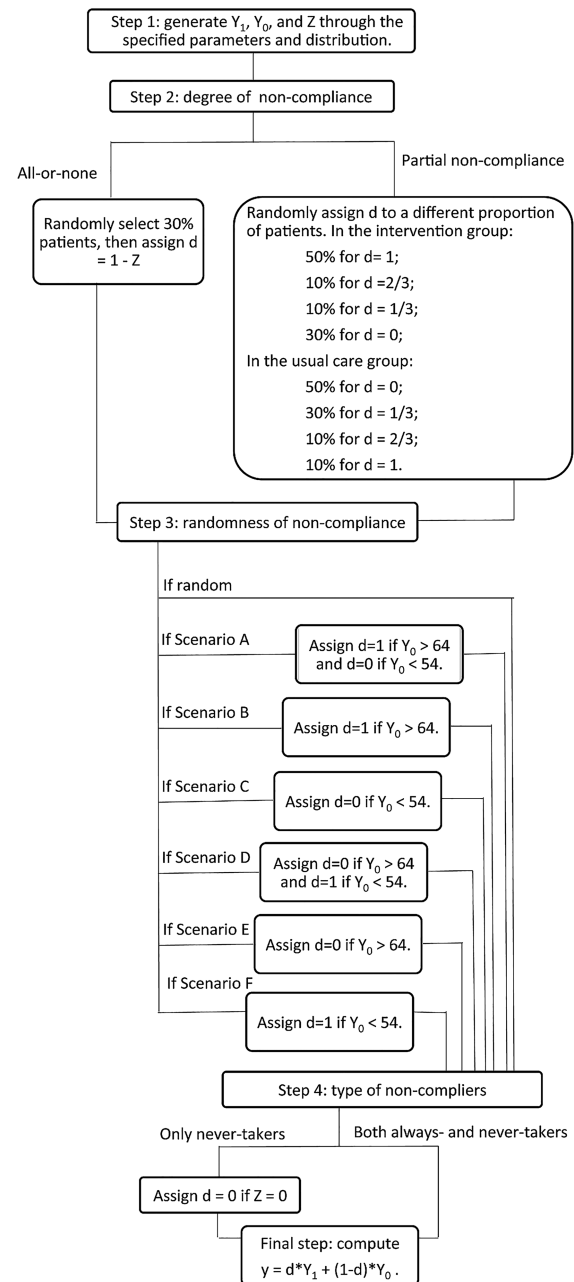 Step 1: generate Y₁, Y₀, and Z through the
specified parameters and distribution.
Step 2: degree of  non-compliance
All-or-none
Partial non-compliance
Randomly select 30%
patients, then assign d
= 1 - Z
Randomly assign d to a different proportion
of patients. In the intervention group:
50% for d= 1;
10% for d =2/3;
10% for d = 1/3;
30% for d = 0;
In the usual care group:
50% for d = 0;
30% for d = 1/3;
10% for d = 2/3;
10% for d = 1.
Step 3: randomness of non-compliance
If random
If Scenario A
Assign d=1 if Y₀ > 64
and d=0 if Y₀ < 54.
If Scenario B
Assign d=1 if Y₀ > 64.
If Scenario C
Assign d=0 if Y₀ < 54.
If Scenario D
Assign d=0 if Y₀ > 64
and d=1 if Y₀ < 54.
If Scenario E
Assign d=0 if Y₀ > 64.
If Scenario F
Assign d=1 if Y₀ < 54.
Step 4: type of non-compliers
Only never-takers
Both always- and never-takers
Assign d = 0 if Z = 0
Final step: compute
y = d*Y₁ + (1-d)*Y₀ .